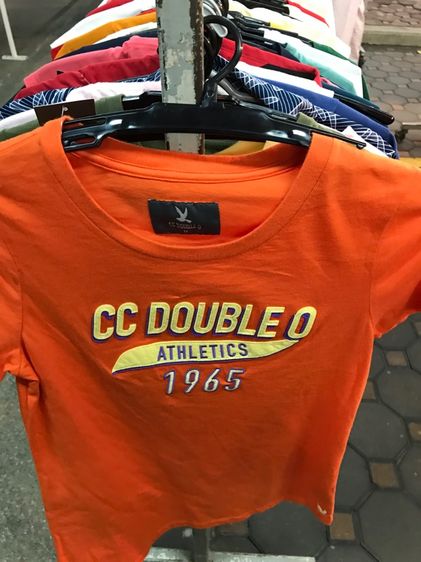 CC DOUBLE O
CC DOUBLE O
ATHLETICS
1965